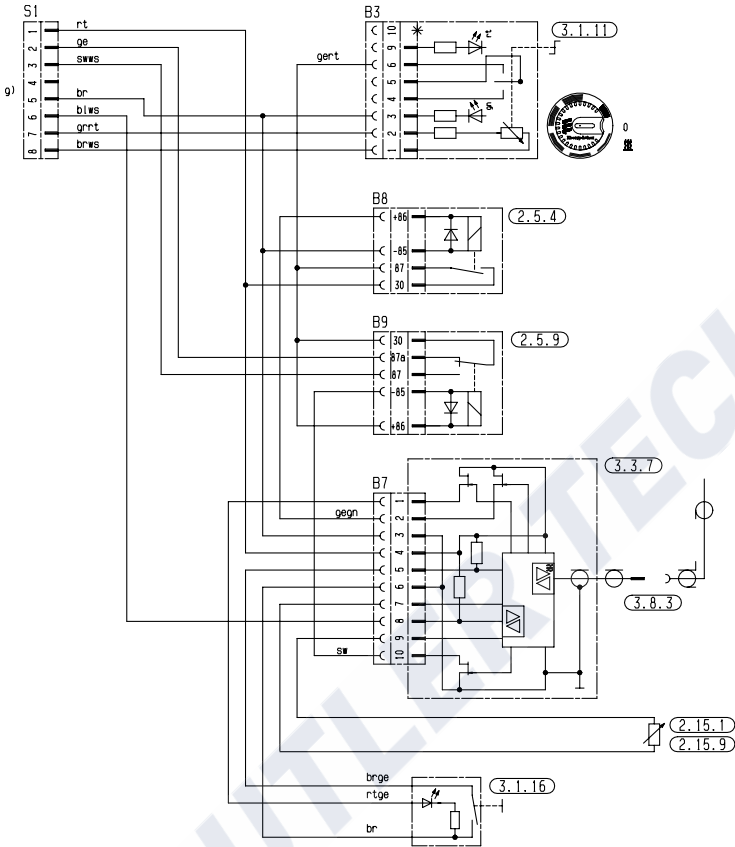 S1
1 rt
2 ge
3 swws
4
g)
5 br
6 blws
7 grrt
8 brws
B3
gert
10
9
6
5
4
3
2
1
3.1.11
0
B8
+86
-85
87
30
2.5.4
B9
30
87a
87
-85
+86
2.5.9
B7
1
gegn 2
3
4
5
6
7
8
9
sw 10
3.3.7
3.8.3
2.15.1
2.15.9
brge
rtge
br
3.1.16
UTLER TECH